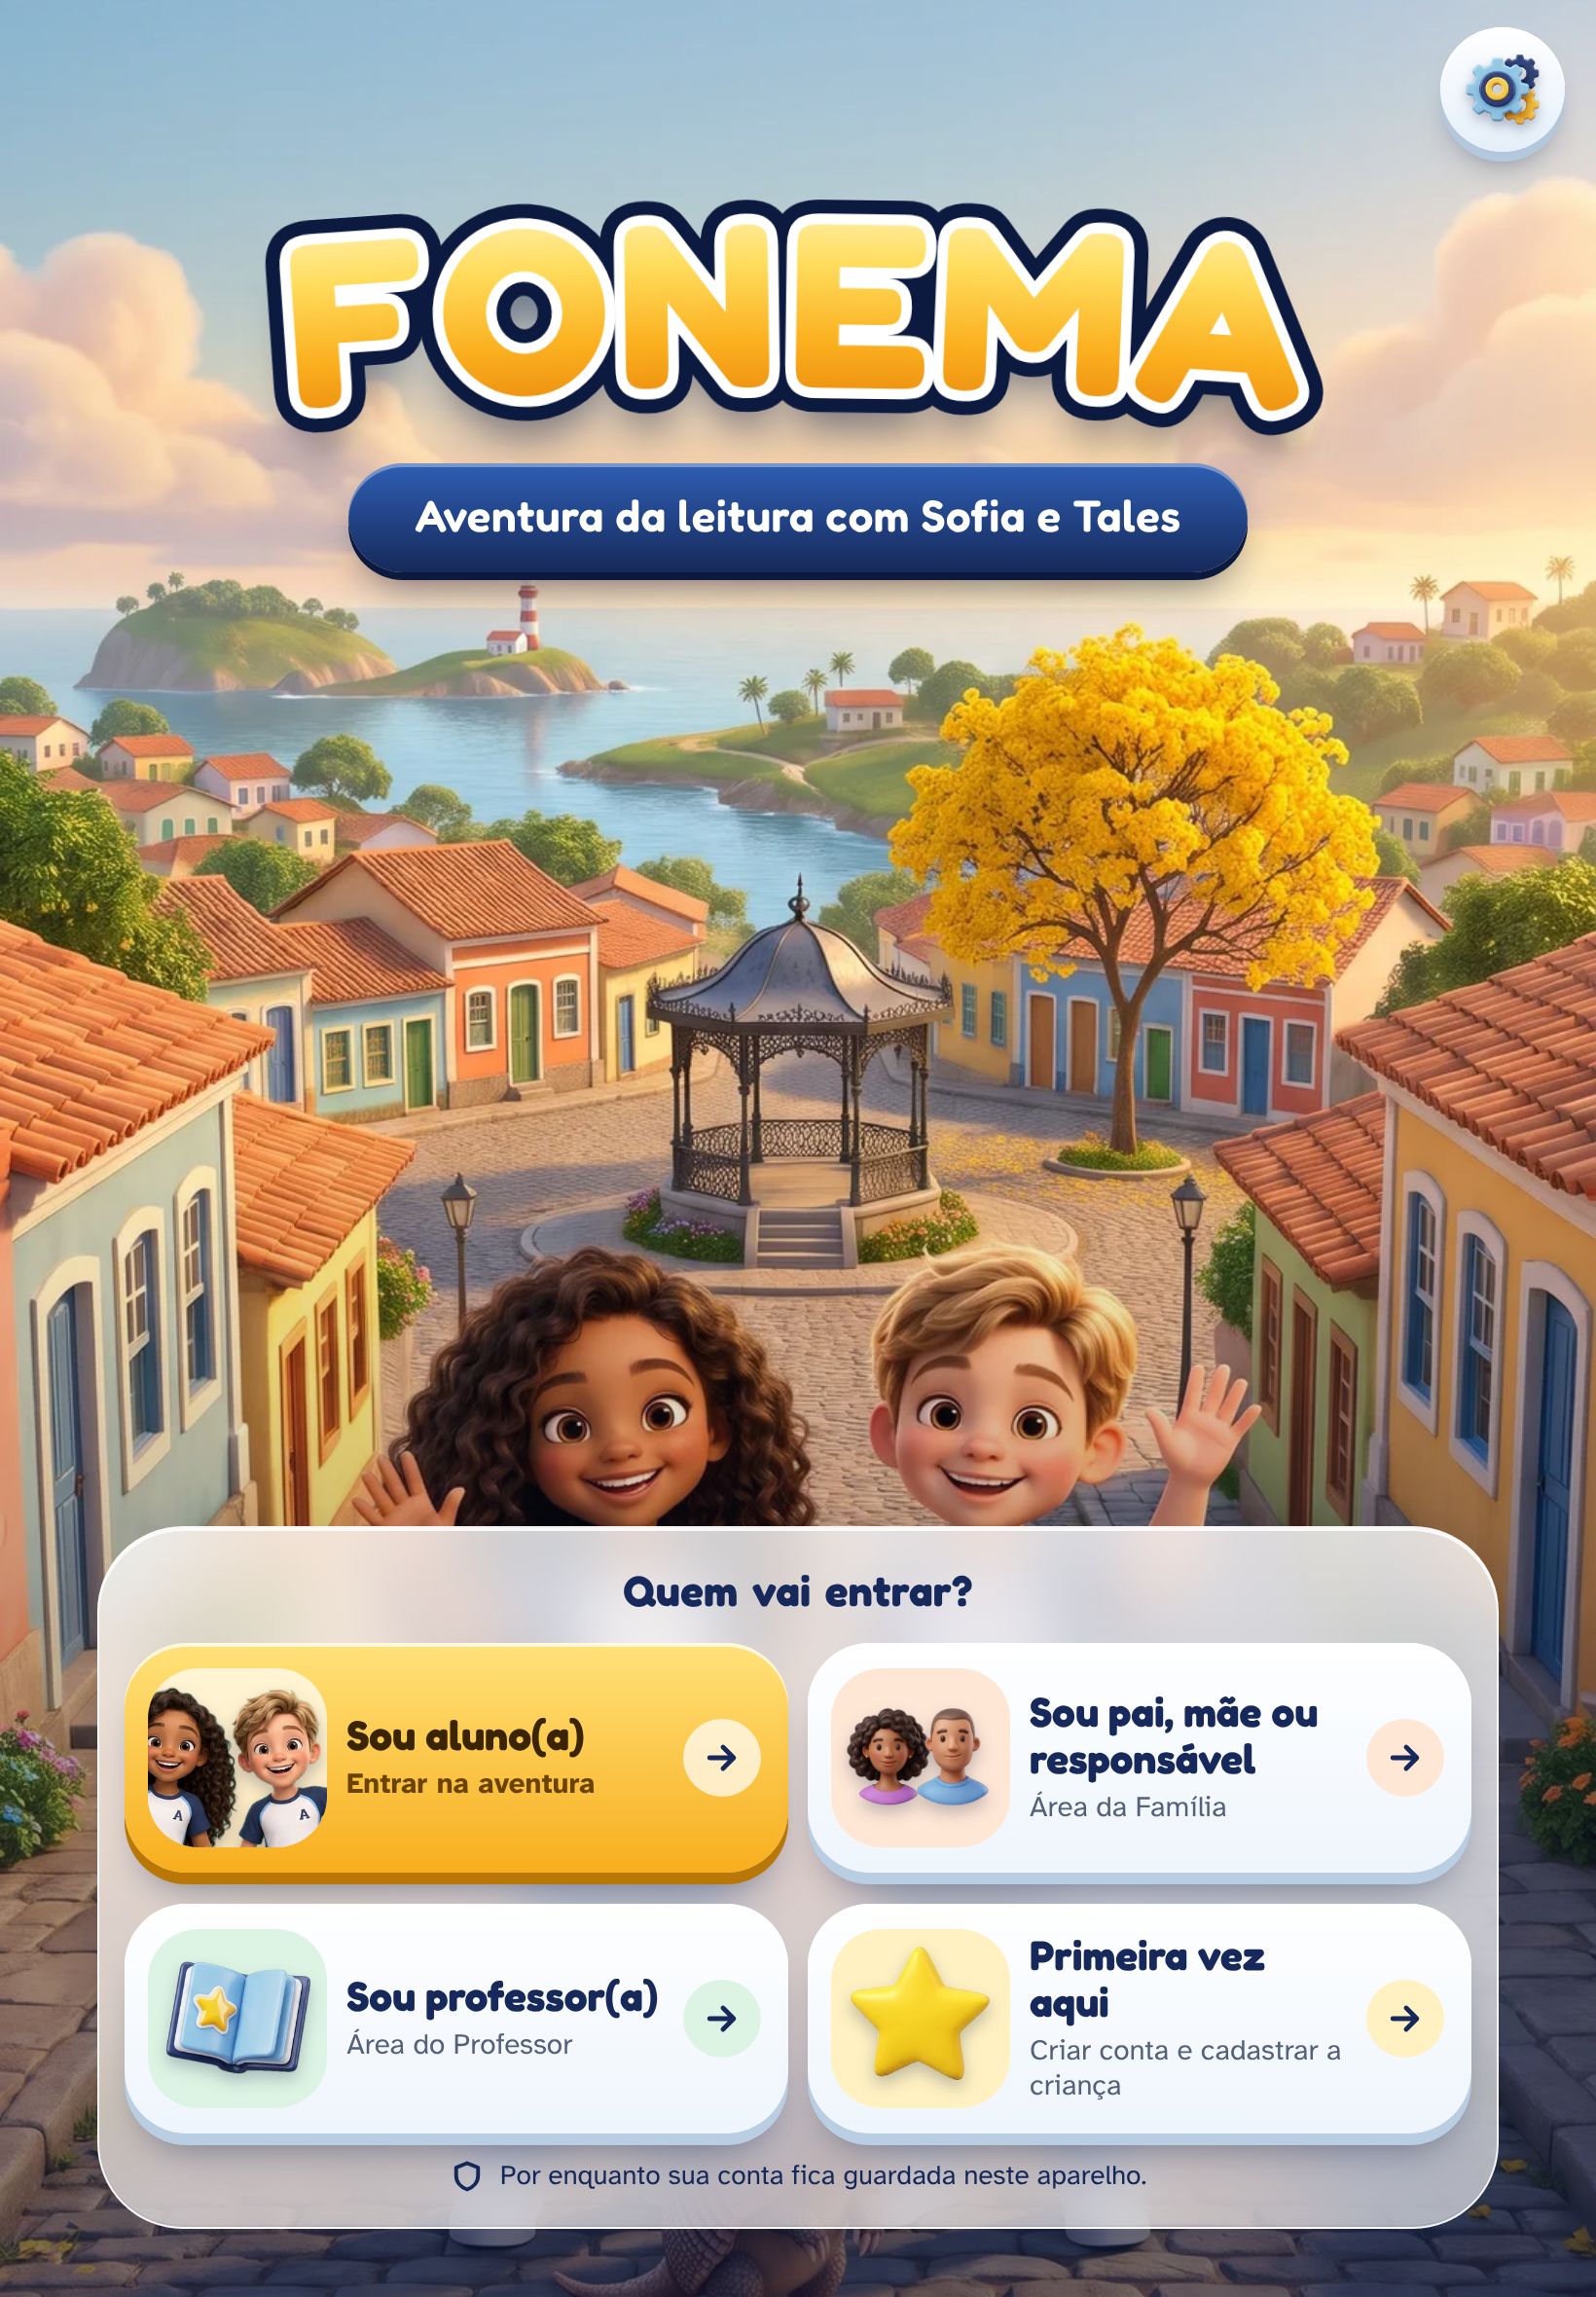 FONEMA
Aventura da leitura com Sofia e Tales
Quem vai entrar?
Sou aluno(a)
Entrar na aventura
A
A
Sou pai, mãe ou
responsável
Área da Família
Sou professor(a)
Área do Professor
Primeira vez
aqui
Criar conta e cadastrar a
criança
Por enquanto sua conta fica guardada neste aparelho.